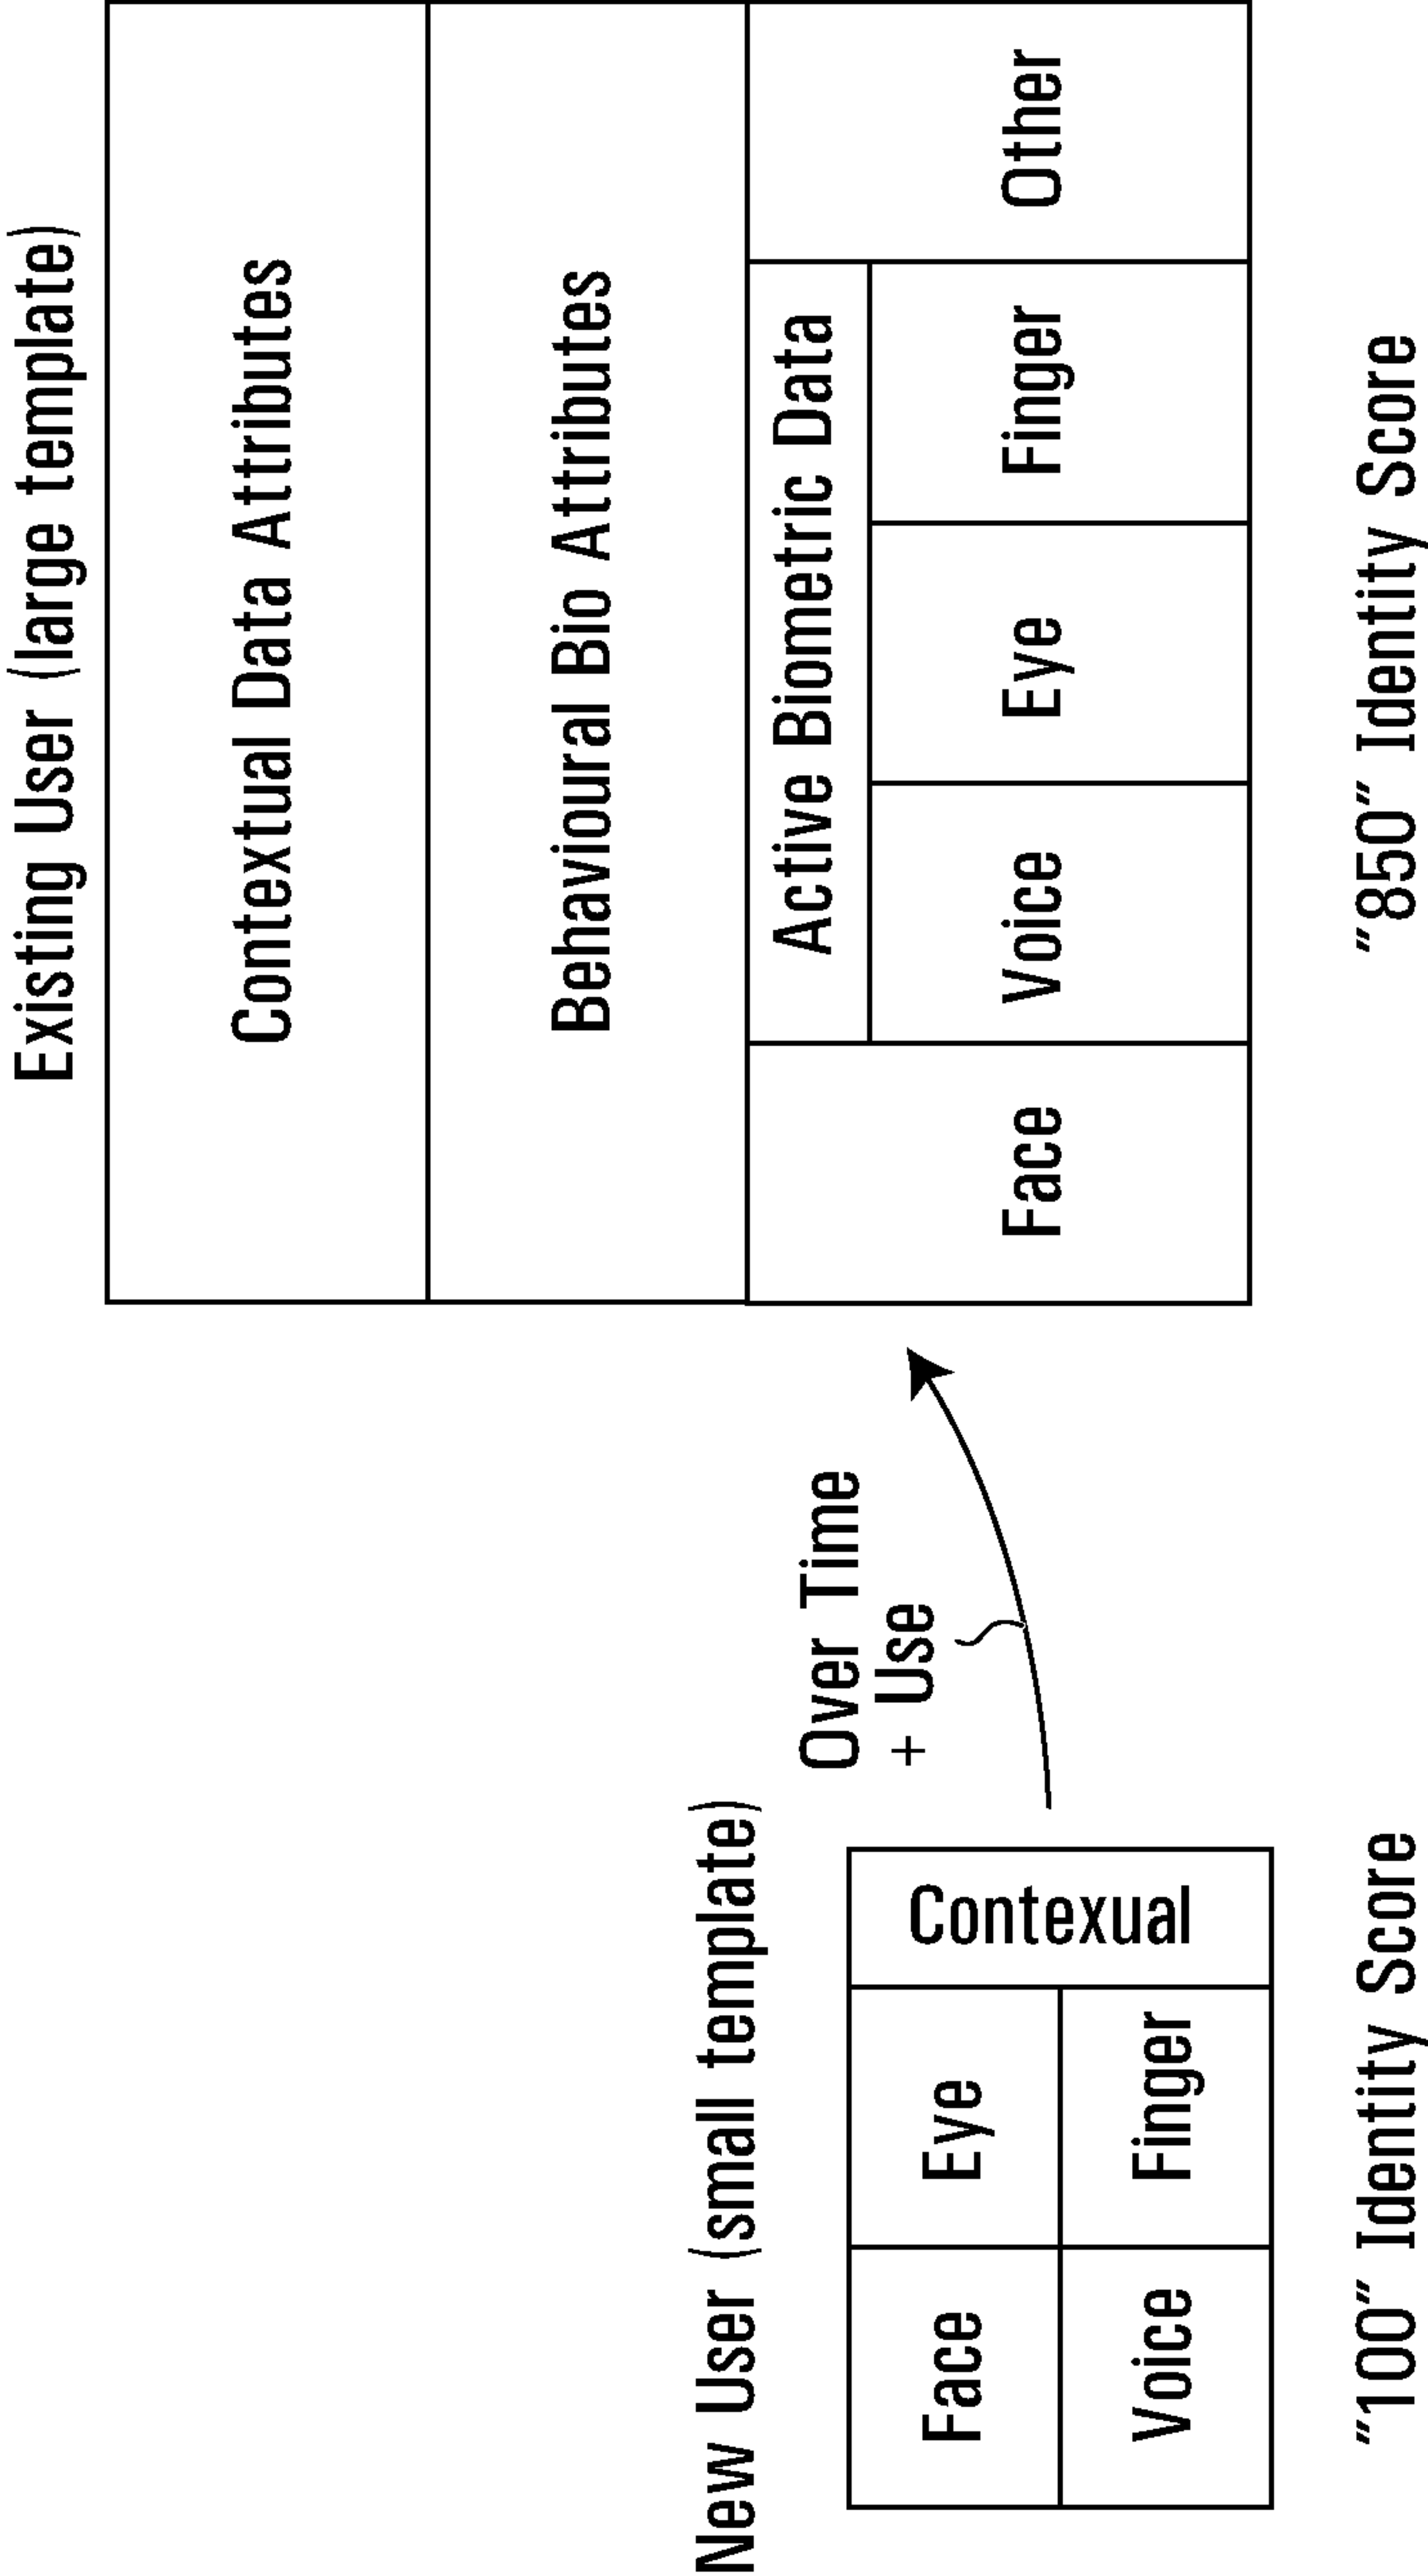 New User (small template)
Face
Eye
Voice
Finger
Contexual
"100" Identity Score
Over Time
+ Use
Existing User (large template)
Contextual Data Attributes
Behavioural Bio Attributes
Active Biometric Data
Face
Voice
Eye
Finger
Other
"850" Identity Score